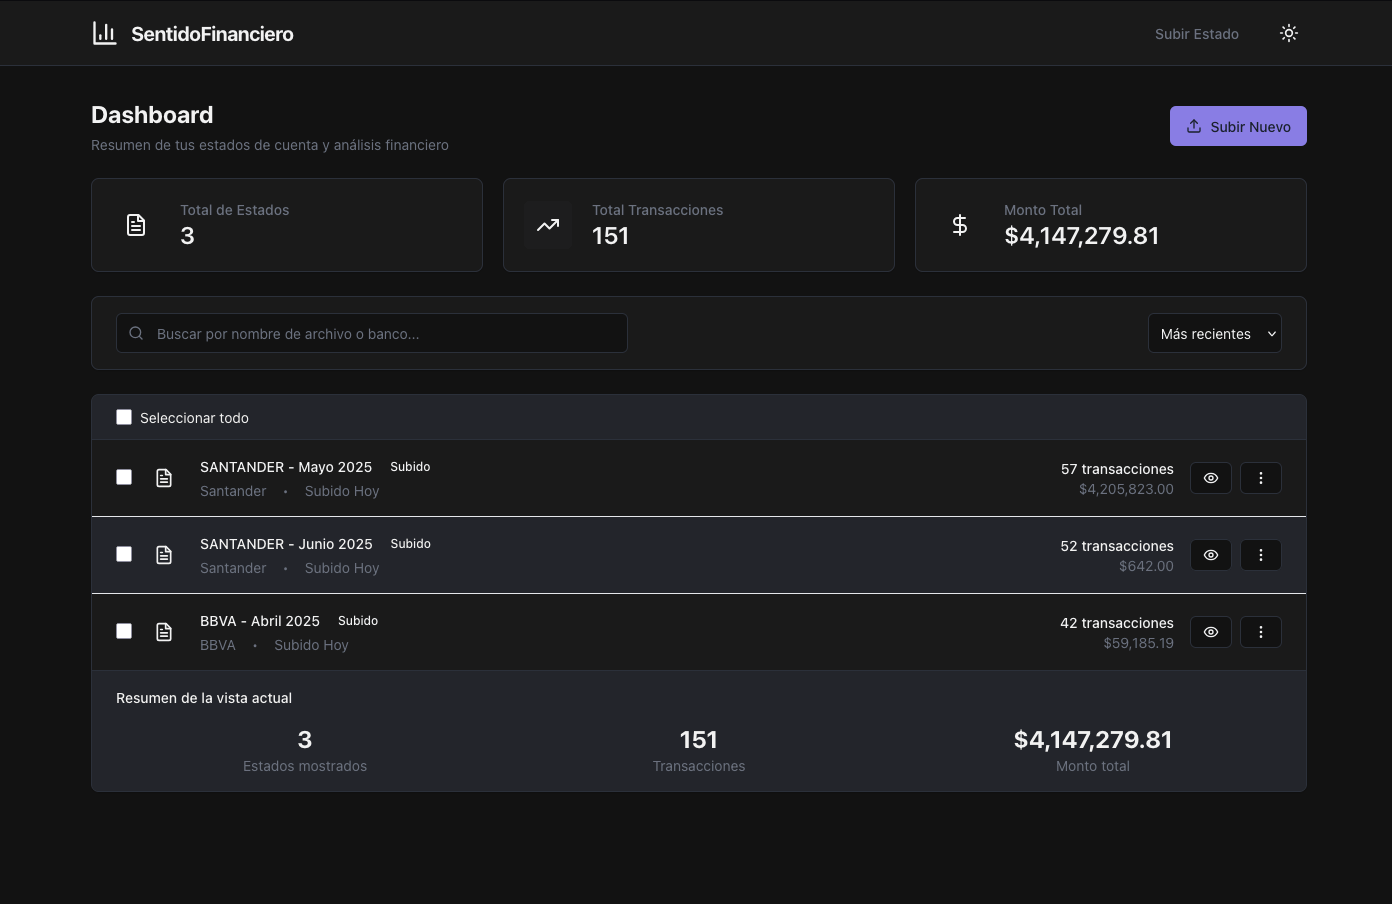 SentidoFinanciero
Subir Estado
Dashboard
Resumen de tus estados de cuenta y análisis financiero
Subir Nuevo
Total de Estados
3
Total Transacciones
151
Monto Total
$4,147,279.81
Buscar por nombre de archivo o banco...
Más recientes
Seleccionar todo
SANTANDER - Mayo 2025 Subido
Santander • Subido Hoy
57 transacciones
$4,205,823.00
SANTANDER - Junio 2025 Subido
Santander • Subido Hoy
52 transacciones
$642.00
BBVA - Abril 2025 Subido
BBVA • Subido Hoy
42 transacciones
$59,185.19
Resumen de la vista actual
3
Estados mostrados
151
Transacciones
$4,147,279.81
Monto total